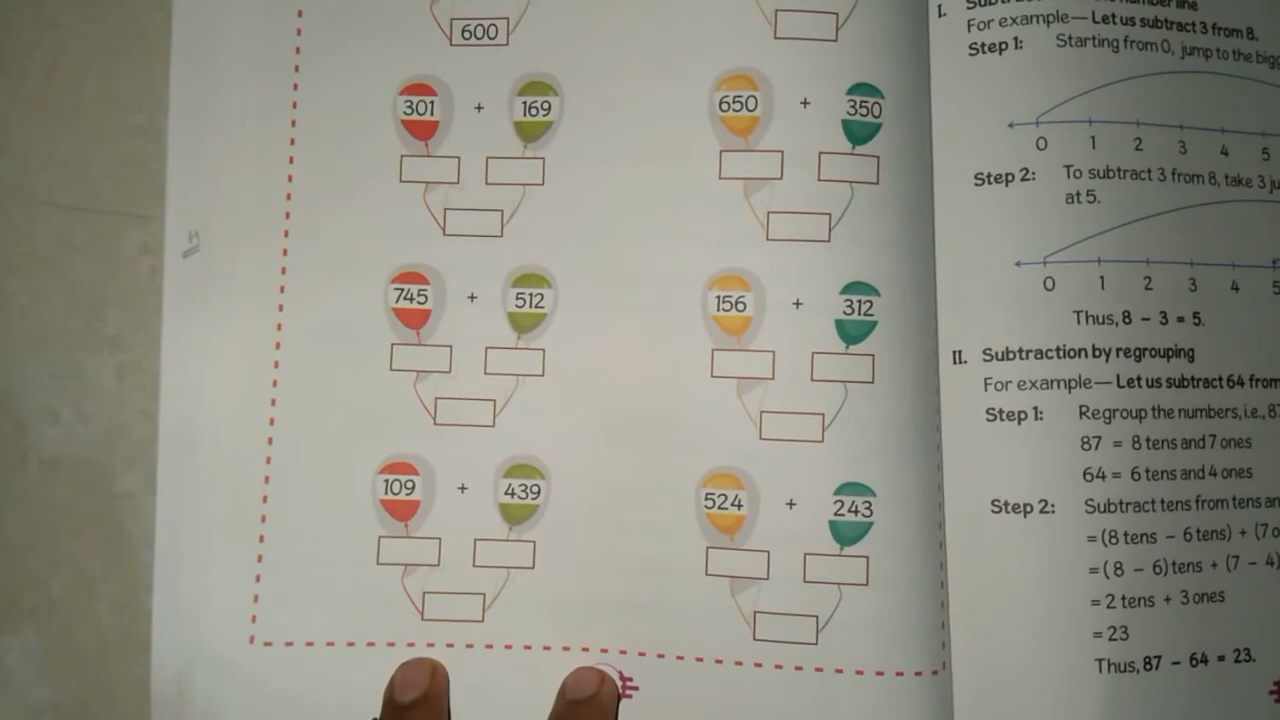 600
301 + 169
650 + 350
745 + 512
156 + 312
109 + 439
524 + 243
I.
number line
For example— Let us subtract 3 from 8.
Step 1: Starting from 0, jump to the
0 1 2 3 4 5
Step 2: To subtract 3 from 8, take 3
at 5.
0 1 2 3 4 5
Thus, 8 - 3 = 5.
II. Subtraction by regrouping
For example— Let us subtract 64 from
Step 1: Regroup the numbers, i.e.,
87 = 8 tens and 7 ones
64 = 6 tens and 4 ones
Step 2: Subtract tens from tens
= (8 tens - 6 tens) + (7
= (8 - 6) tens + (7 - 4)
= 2 tens + 3 ones
= 23
Thus, 87 - 64 = 23.